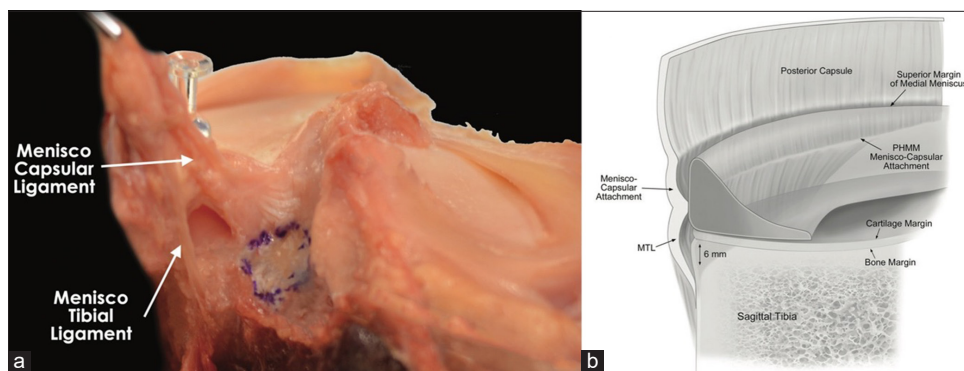 Menisco
Capsular
Ligament
Menisco
Tibial
Ligament
a
Posterior Capsule
Superior Margin
of Medial Meniscus
PHMM
Menisco-Capsular
Attachment
Menisco-
Capsular
Attachment
Cartilage Margin
MTL
6 mm
Bone Margin
Sagittal Tibia
b